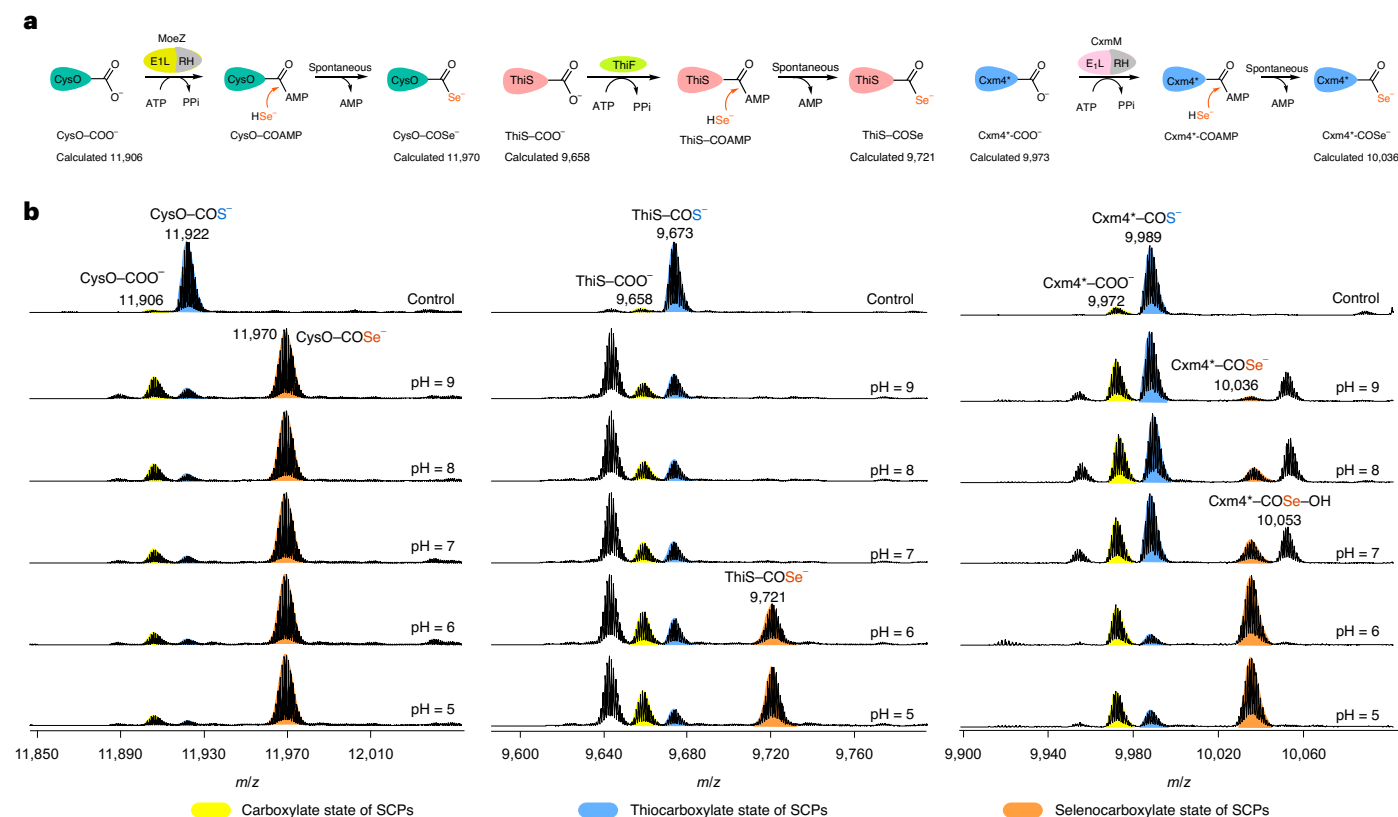 a
MoeZ
E1L RH
CysO
O
O⁻
ATP
PPi
CysO
O
AMP
HSe⁻
Spontaneous
AMP
CysO
O
Se⁻
CysO–COO⁻
CysO–COAMP
CysO–COSe⁻
Calculated 11,906
Calculated 11,970
ThiS
O
O⁻
ThiF
ATP
PPi
ThiS
O
AMP
HSe⁻
Spontaneous
AMP
ThiS
O
Se⁻
ThiS–COO⁻
ThiS–COAMP
ThiS–COSe
Calculated 9,658
Calculated 9,721
CxmM
E₁L RH
Cxm4*
O
O⁻
ATP
PPi
Cxm4*
O
AMP
HSe⁻
Spontaneous
AMP
Cxm4*
O
Se⁻
Cxm4*-COO⁻
Cxm4*-COAMP
Cxm4*-COSe⁻
Calculated 9,973
Calculated 10,036
b
CysO–COS⁻
11,922
CysO–COO⁻
11,906
Control
11,970 CysO–COSe⁻
pH = 9
pH = 8
pH = 7
pH = 6
pH = 5
11,850 11,890 11,930 11,970 12,010
m/z
ThiS–COS⁻
9,673
ThiS–COO⁻
9,658
Control
pH = 9
pH = 8
pH = 7
ThiS–COSe⁻
9,721
pH = 6
pH = 5
9,600 9,640 9,680 9,720 9,760
m/z
Cxm4*–COS⁻
9,989
Cxm4*–COO⁻
9,972
Control
Cxm4*–COSe⁻
10,036
pH = 9
pH = 8
Cxm4*–COSe–OH
10,053
pH = 7
pH = 6
pH = 5
9,900 9,940 9,980 10,020 10,060
m/z
Carboxylate state of SCPs
Thiocarboxylate state of SCPs
Selenocarboxylate state of SCPs